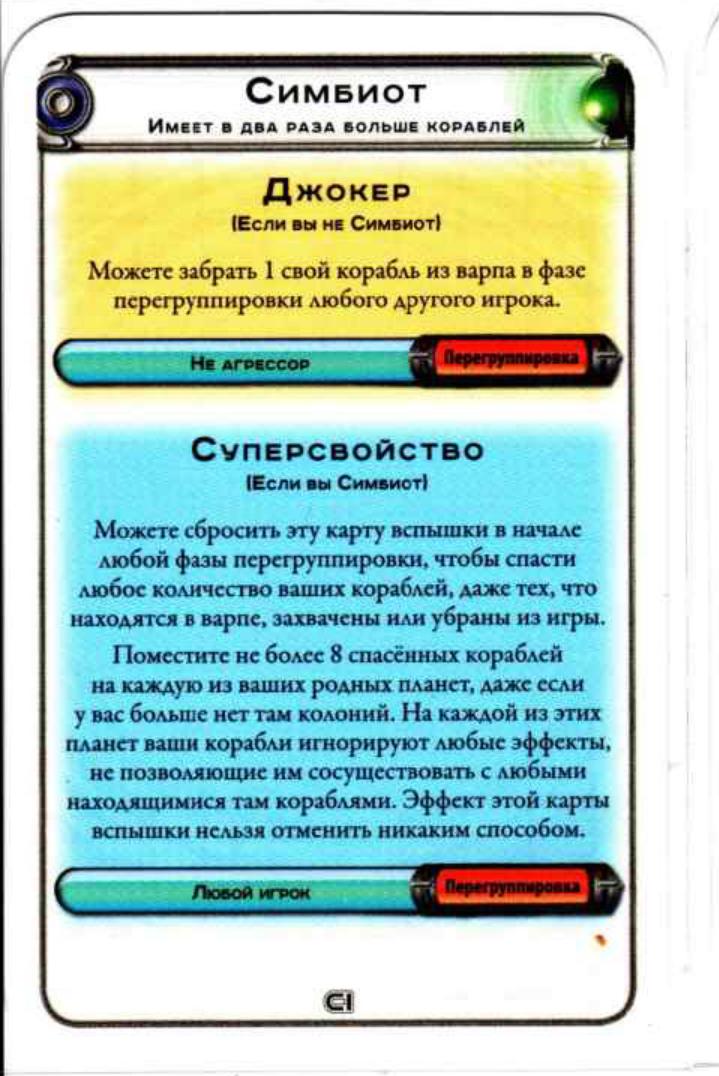 Симбиот
Имеет в два раза больше кораблей
Джокер
(Если вы не Симбиот)
Можете забрать 1 свой корабль из варпа в фазе
перегруппировки любого другого игрока.
Не агрессор
Перегруппировка
Суперсвойство
(Если вы Симбиот)
Можете сбросить эту карту вспышки в начале
любой фазы перегруппировки, чтобы спасти
любое количество ваших кораблей, даже тех, что
находятся в варпе, захвачены или убраны из игры.
Поместите не более 8 спасённых кораблей
на каждую из ваших родных планет, даже если
у вас больше нет там колоний. На каждой из этих
планет ваши корабли игнорируют любые эффекты,
не позволяющие им сосуществовать с любыми
находящимися там кораблями. Эффект этой карты
вспышки нельзя отменить никаким способом.
Любой игрок
Перегруппировка
CI